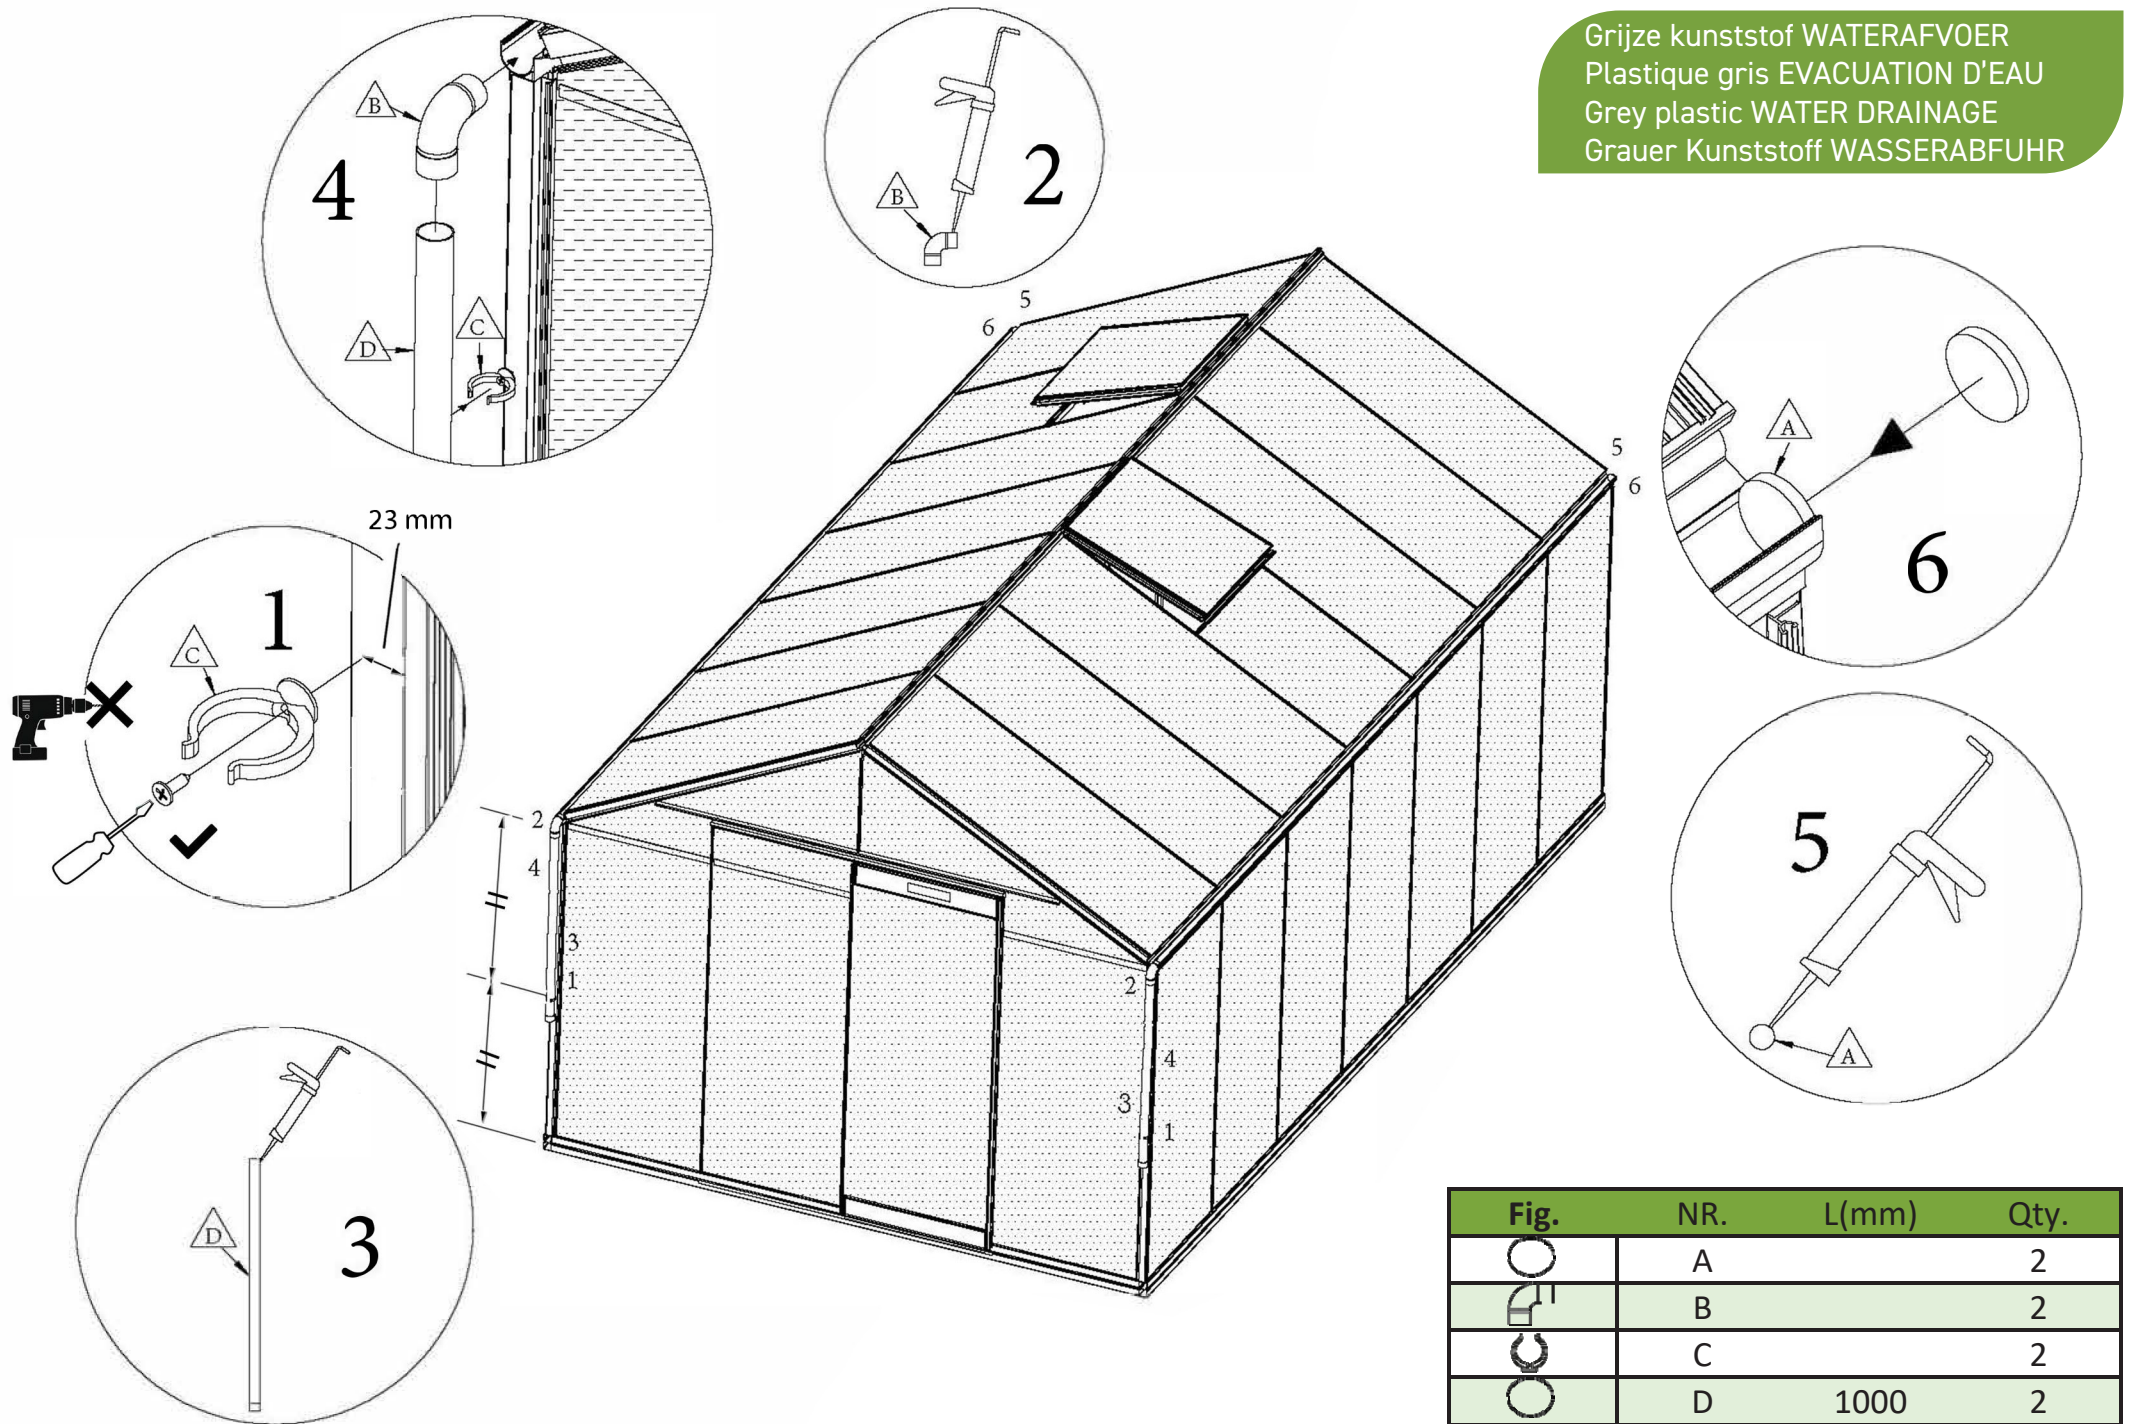 Grijze kunststof WATERAFVOER
Plastique gris EVACUATION D'EAU
Grey plastic WATER DRAINAGE
Grauer Kunststoff WASSERABFUHR
B
4
D
C
B
2
5
6
5
6
A
6
23 mm
1
C
2
4
3
1
H
H
2
4
3
1
5
A
D
3
Fig. NR. L(mm) Qty.
A 2
B 2
C 2
D 1000 2